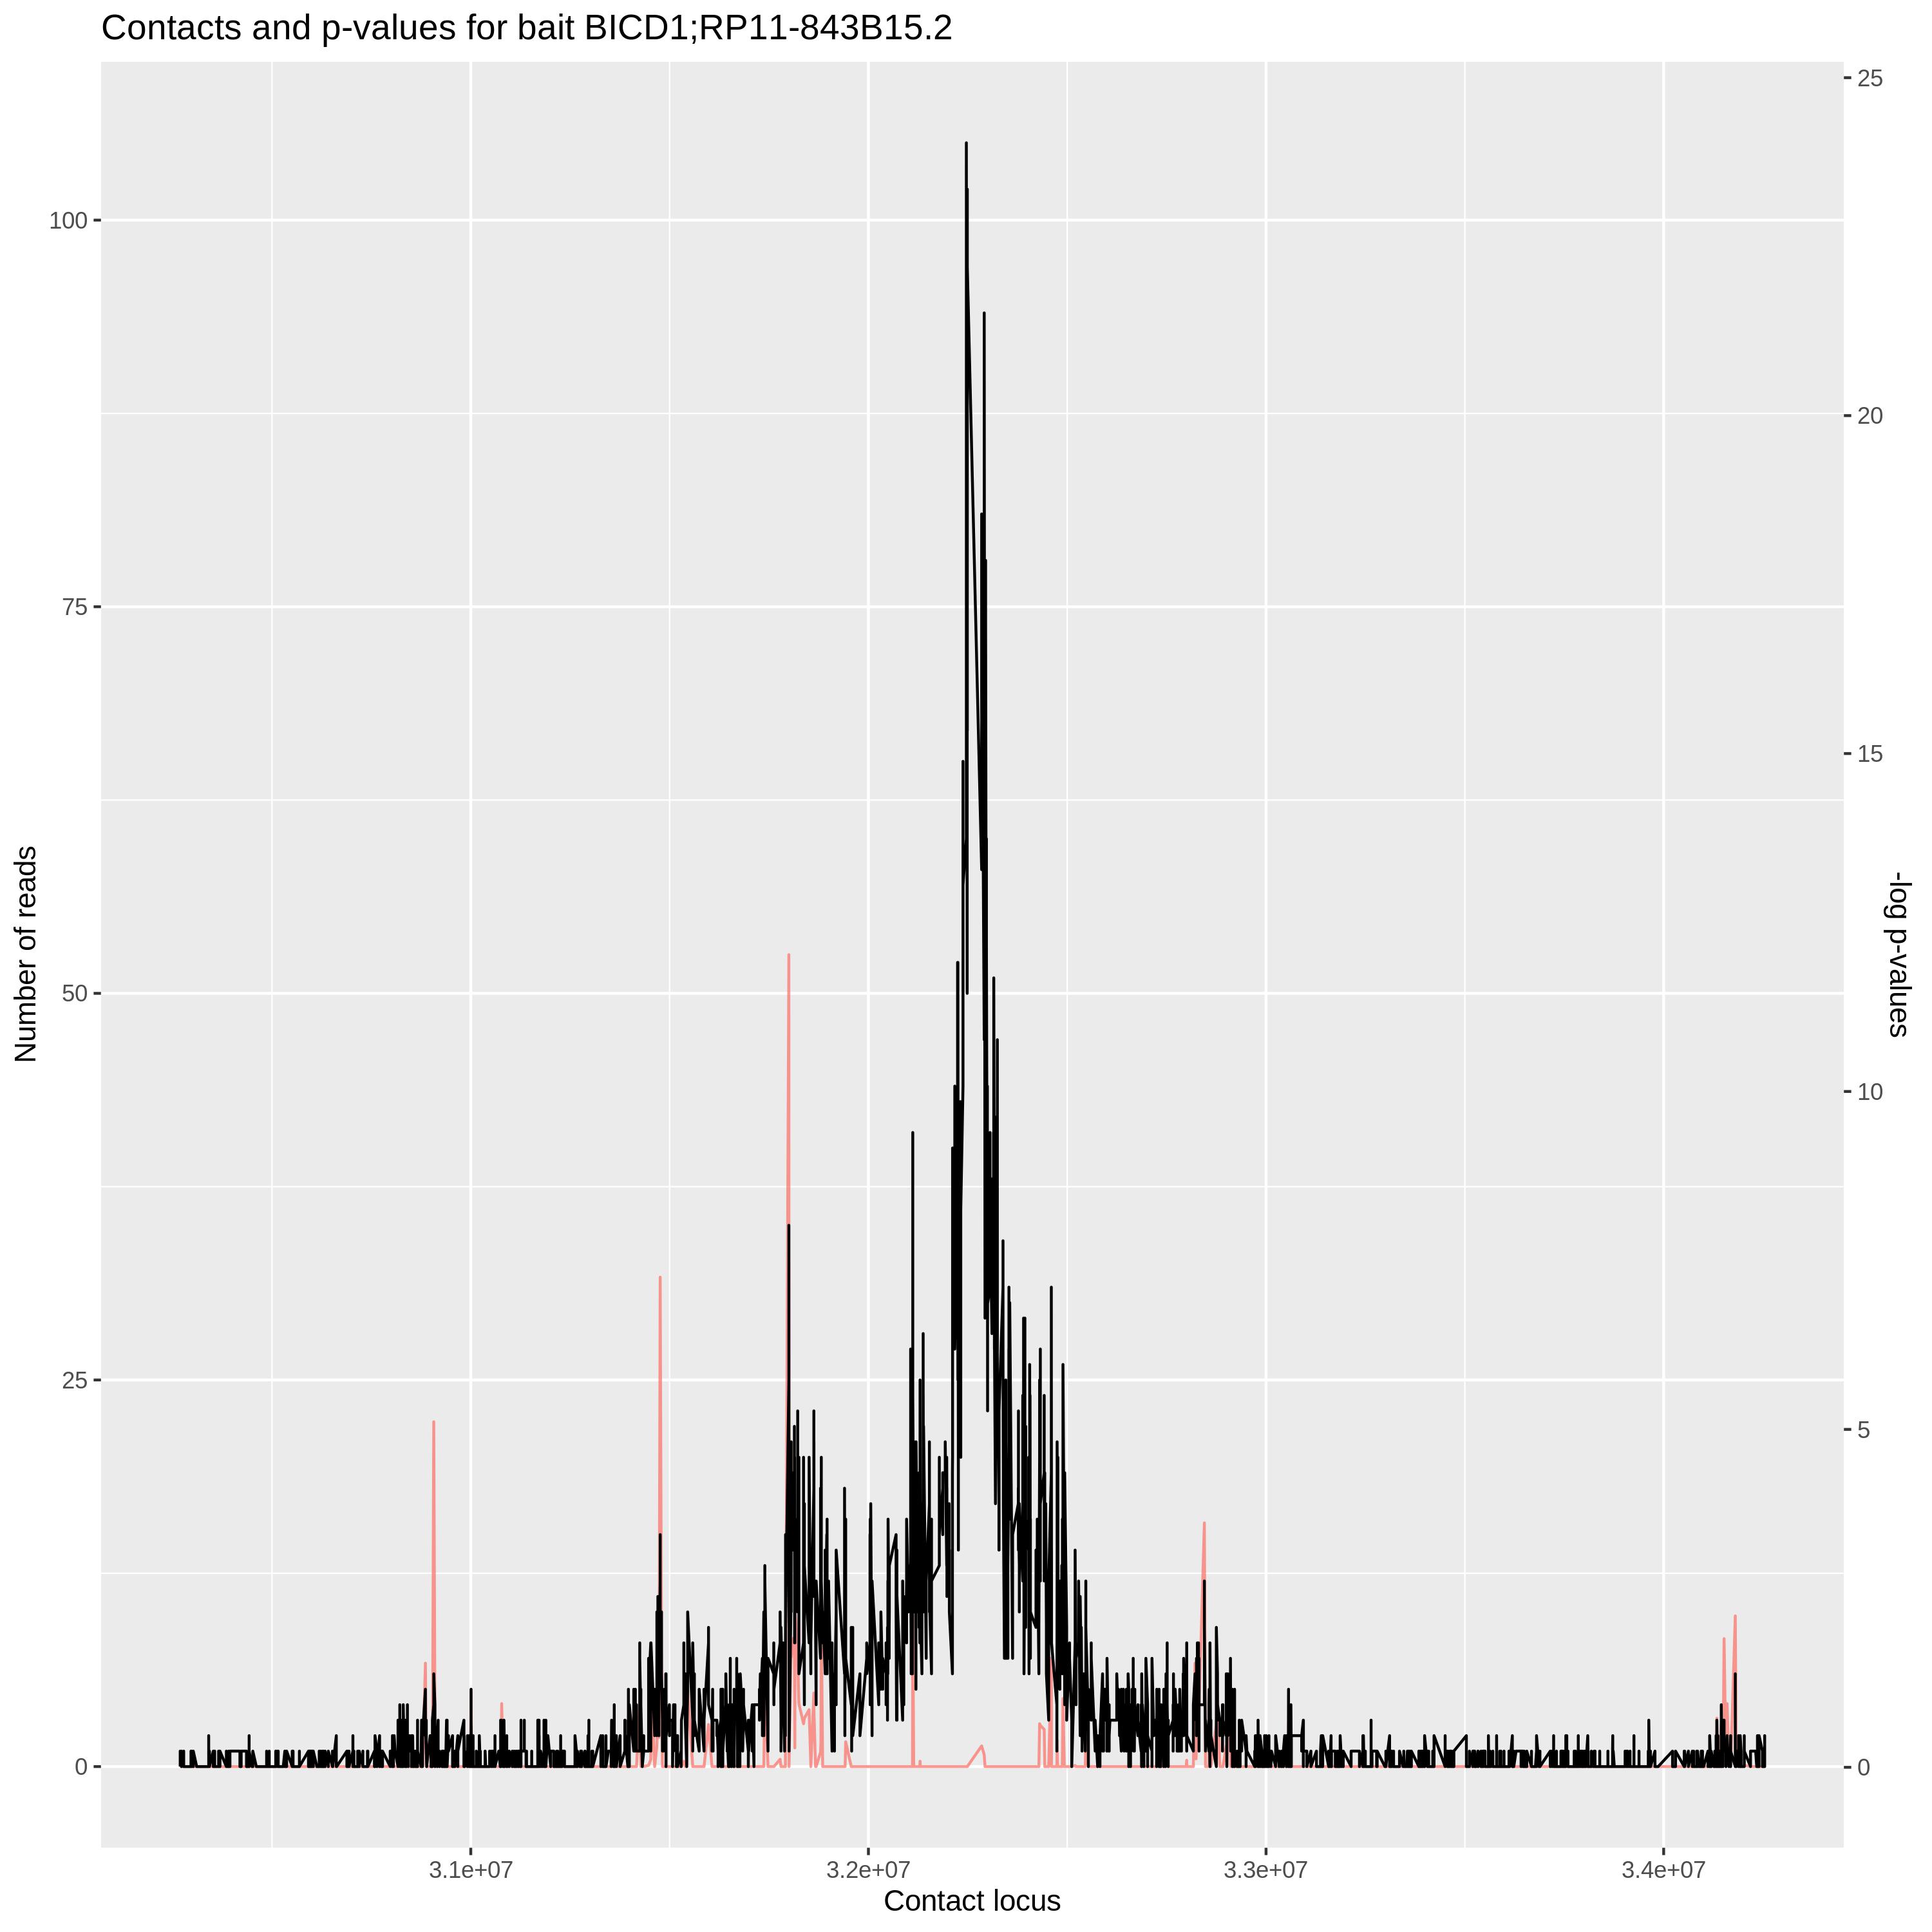 Contacts and p-values for bait BICD1;RP11-843B15.2
Number of reads
100
75
50
25
0
25
20
15
10
5
0
-log p-values
3.1e+07 3.2e+07 3.3e+07 3.4e+07
Contact locus